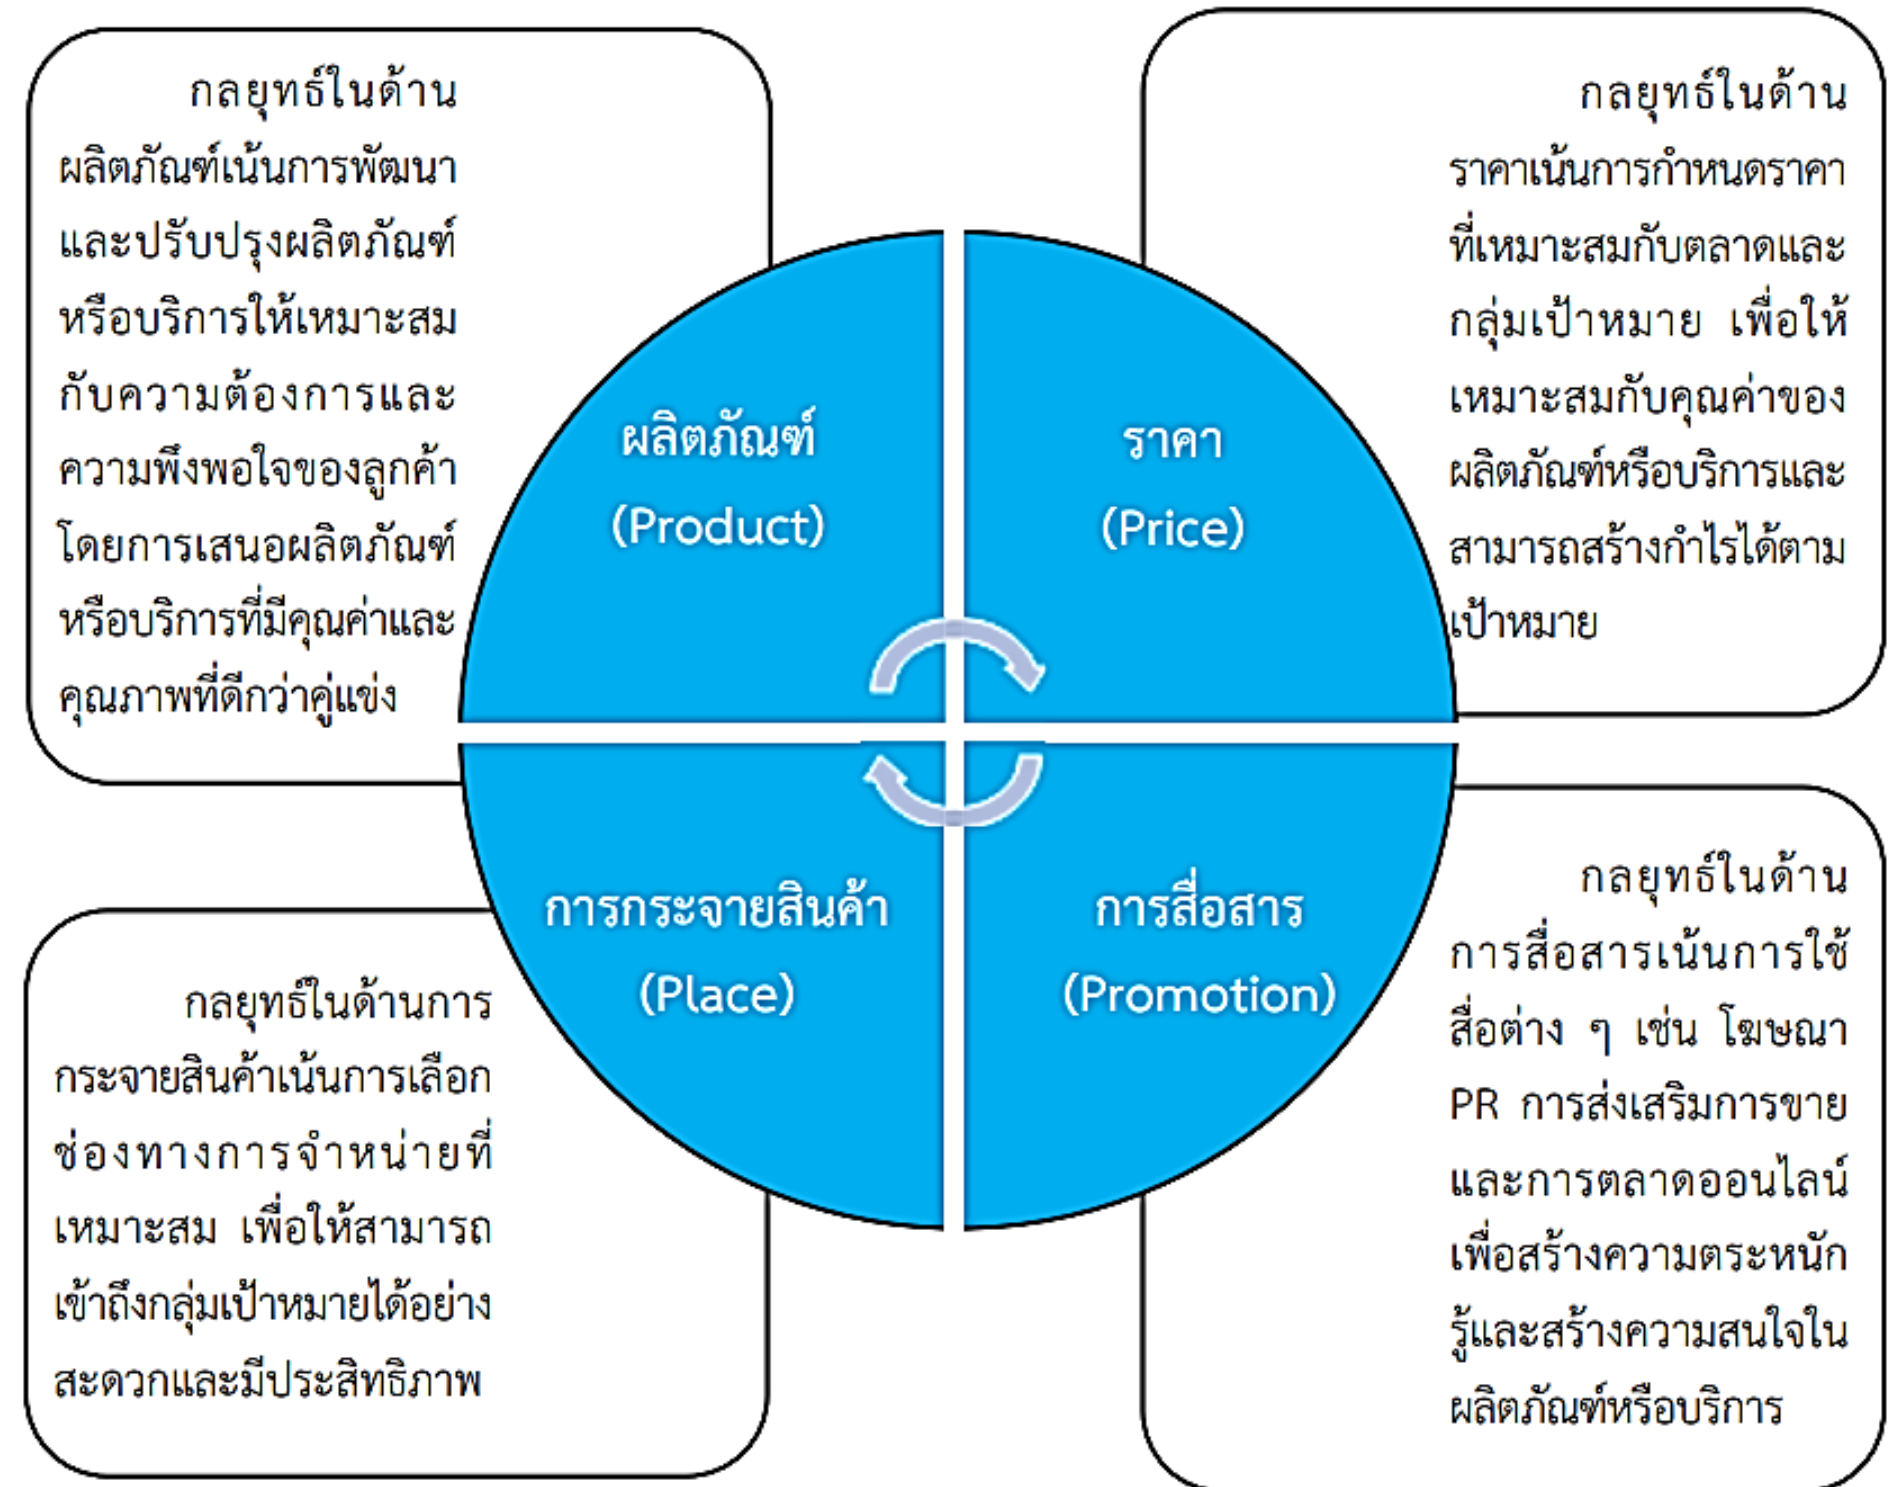 กลยุทธ์ในด้าน
ผลิตภัณฑ์เน้นการพัฒนา
และปรับปรุงผลิตภัณฑ์
หรือบริการให้เหมาะสม
กับความต้องการและ
ความพึงพอใจของลูกค้า
โดยการเสนอผลิตภัณฑ์
หรือบริการที่มีคุณค่าและ
คุณภาพที่ดีกว่าคู่แข่ง
กลยุทธ์ในด้าน
ราคาเน้นการกำหนดราคา
ที่เหมาะสมกับตลาดและ
กลุ่มเป้าหมาย เพื่อให้
เหมาะสมกับคุณค่าของ
ผลิตภัณฑ์หรือบริการและ
สามารถสร้างกำไรได้ตาม
เป้าหมาย
ผลิตภัณฑ์
(Product)
ราคา
(Price)
การกระจายสินค้า
(Place)
การสื่อสาร
(Promotion)
กลยุทธ์ในด้านการ
กระจายสินค้าเน้นการเลือก
ช่องทางการจำหน่ายที่
เหมาะสม เพื่อให้สามารถ
เข้าถึงกลุ่มเป้าหมายได้อย่าง
สะดวกและมีประสิทธิภาพ
กลยุทธ์ในด้าน
การสื่อสารเน้นการใช้
สื่อต่าง ๆ เช่น โฆษณา
PR การส่งเสริมการขาย
และการตลาดออนไลน์
เพื่อสร้างความตระหนัก
รู้และสร้างความสนใจใน
ผลิตภัณฑ์หรือบริการ